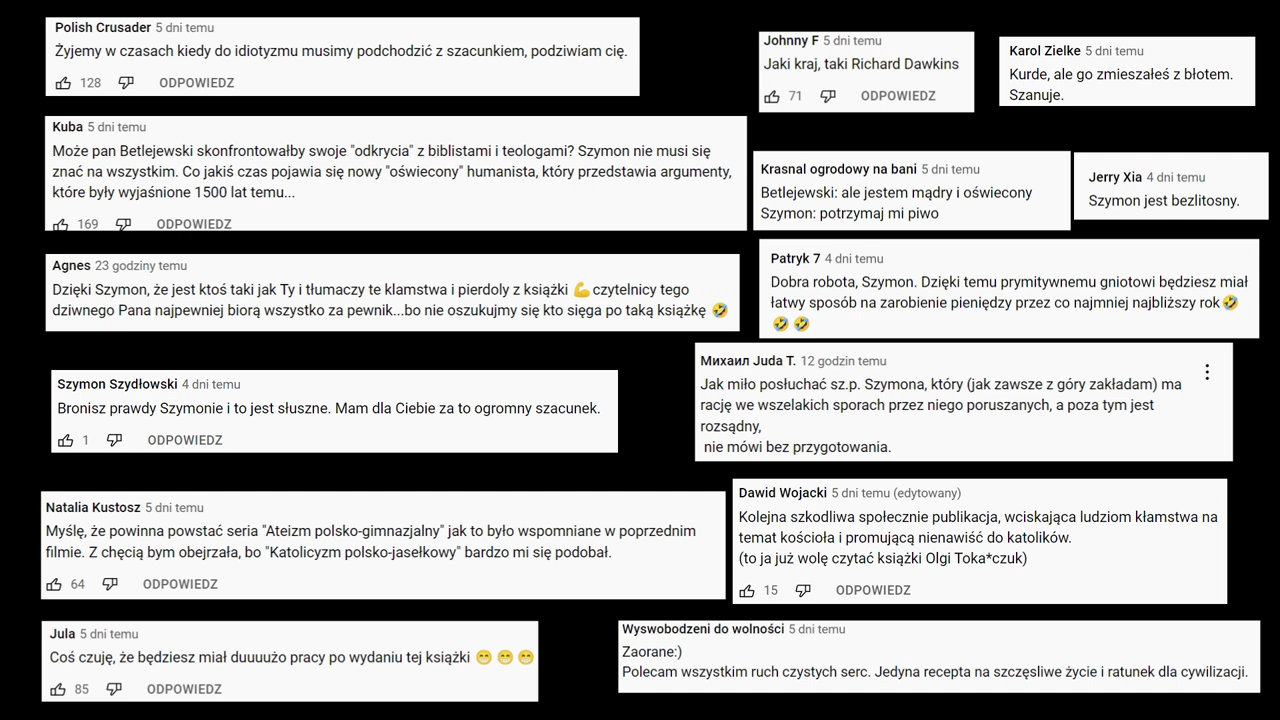 Polish Crusader 5 dni temu
Żyjemy w czasach kiedy do idiotyzmu musimy podchodzić z szacunkiem, podziwiam cię.
128 ODPOWIEDZ
Johnny F 5 dni temu
Jaki kraj, taki Richard Dawkins
71 ODPOWIEDZ
Karol Zielke 5 dni temu
Kurde, ale go zmieszałeś z błotem.
Szanuje.
Kuba 5 dni temu
Może pan Betlejewski skonfrontowałby swoje "odkrycia" z biblistami i teologami? Szymon nie musi się
znać na wszystkim. Co jakiś czas pojawia się nowy "oświecony" humanista, który przedstawia argumenty,
które były wyjaśnione 1500 lat temu...
169 ODPOWIEDZ
Krasnal ogrodowy na bani 5 dni temu
Betlejewski: ale jestem mądry i oświecony
Szymon: potrzymaj mi piwo
Jerry Xia 4 dni temu
Szymon jest bezlitosny.
Agnes 23 godziny temu
Dzięki Szymon, że jest ktoś taki jak Ty i tłumaczy te klamstwa i pierdoly z książki 💪 czytelnicy tego
dziwnego Pana najpewniej biorą wszystko za pewnik...bo nie oszukujmy się kto sięga po taką książkę 🤣
Patryk 7 4 dni temu
Dobra robota, Szymon. Dzięki temu prymitywnemu gniotowi będziesz miał
łatwy sposób na zarobienie pieniędzy przez co najmniej najbliższy rok🤣
🤣 🤣
Szymon Szydłowski 4 dni temu
Bronisz prawdy Szymonie i to jest słuszne. Mam dla Ciebie za to ogromny szacunek.
1 ODPOWIEDZ
Михаил Juda T. 12 godzin temu
Jak miło posłuchać sz.p. Szymona, który (jak zawsze z góry zakładam) ma
rację we wszelakich sporach przez niego poruszanych, a poza tym jest
rozsądny,
nie mówi bez przygotowania.
Natalia Kustosz 5 dni temu
Myślę, że powinna powstać seria "Ateizm polsko-gimnazjalny" jak to było wspomniane w poprzednim
filmie. Z chęcią bym obejrzała, bo "Katolicyzm polsko-jasełkowy" bardzo mi się podobał.
64 ODPOWIEDZ
Dawid Wojacki 5 dni temu (edytowany)
Kolejna szkodliwa społecznie publikacja, wciskająca ludziom kłamstwa na
temat kościoła i promującą nienawiść do katolików.
(to ja już wolę czytać książki Olgi Toka*czuk)
15 ODPOWIEDZ
Jula 5 dni temu
Coś czuję, że będziesz miał duuuużo pracy po wydaniu tej książki 😁 😁 😁
85 ODPOWIEDZ
Wyswobodzeni do wolności 5 dni temu
Zaorane:)
Polecam wszystkim ruch czystych serc. Jedyna recepta na szczęsliwe życie i ratunek dla cywilizacji.